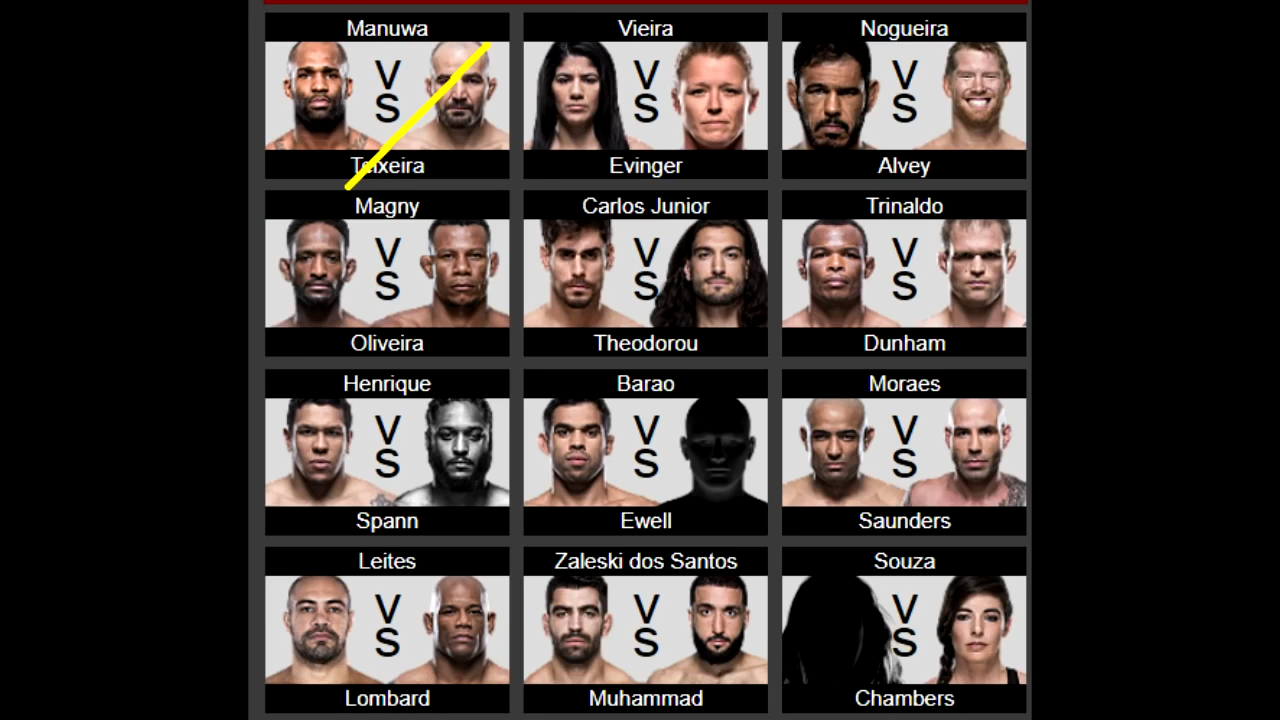 Manuwa
V
S
Teixeira
Vieira
V
S
Evinger
Nogueira
V
S
Alvey
Magny
V
S
Oliveira
Carlos Junior
V
S
Theodorou
Trinaldo
V
S
Dunham
Henrique
V
S
Spann
Barao
V
S
Ewell
Moraes
V
S
Saunders
Leites
V
S
Lombard
Zaleski dos Santos
V
S
Muhammad
Souza
V
S
Chambers